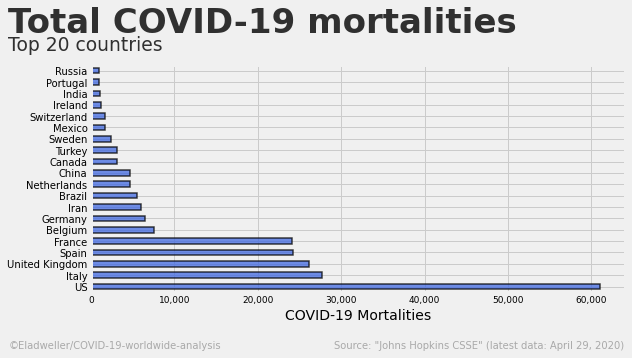 Total COVID-19 mortalities
Top 20 countries
Russia
Portugal
India
Ireland
Switzerland
Mexico
Sweden
Turkey
Canada
China
Netherlands
Brazil
Iran
Germany
Belgium
France
Spain
United Kingdom
Italy
US
0 10,000 20,000 30,000 40,000 50,000 60,000
COVID-19 Mortalities
©Eladweller/COVID-19-worldwide-analysis Source: "Johns Hopkins CSSE" (latest data: April 29, 2020)